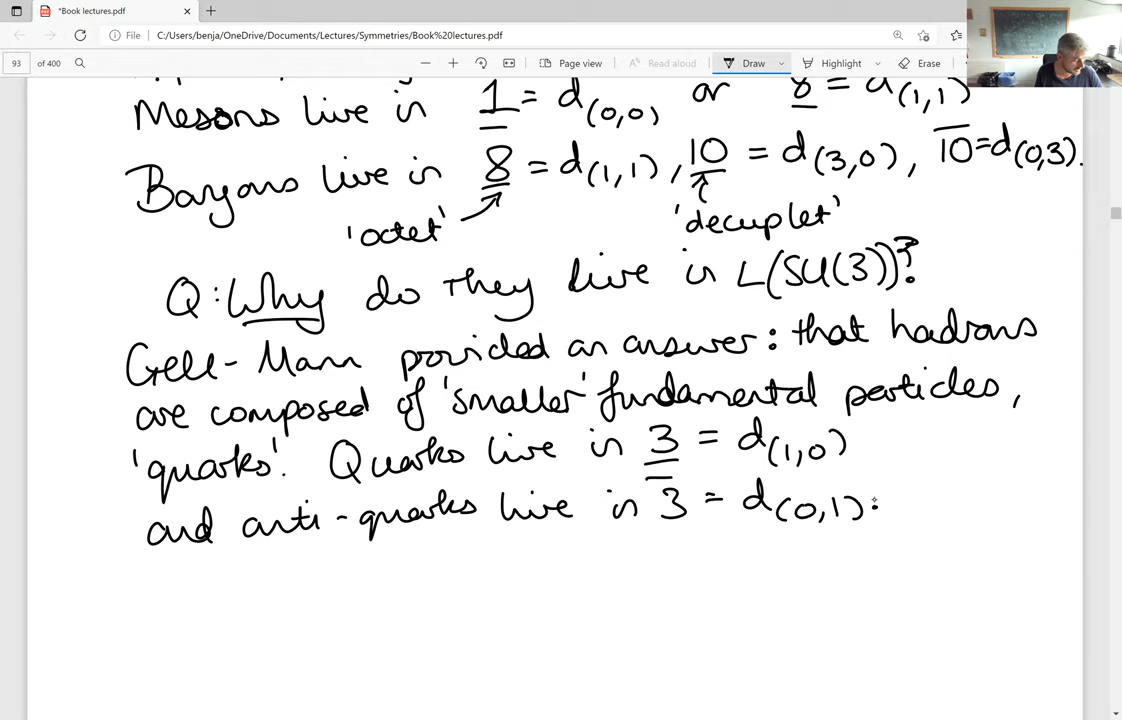 *Book lectures.pdf
File C:/Users/benja/OneDrive/Documents/Lectures/Symmetries/Book%20lectures.pdf
93 of 400 Page view Read aloud Draw Highlight Erase
Mesons live in 1 = d(0,0) or 8 = d(1,1)
Baryons live in 8 = d(1,1), 10 = d(3,0), 10̅ = d(0,3).
'octet' 'decuplet'
Q: Why do they live in L(SU(3))?
Gell-Mann provided an answer: that hadrons
are composed of 'smaller' fundamental particles,
'quarks'. Quarks live in 3 = d(1,0)
and anti-quarks live in 3̅ = d(0,1):